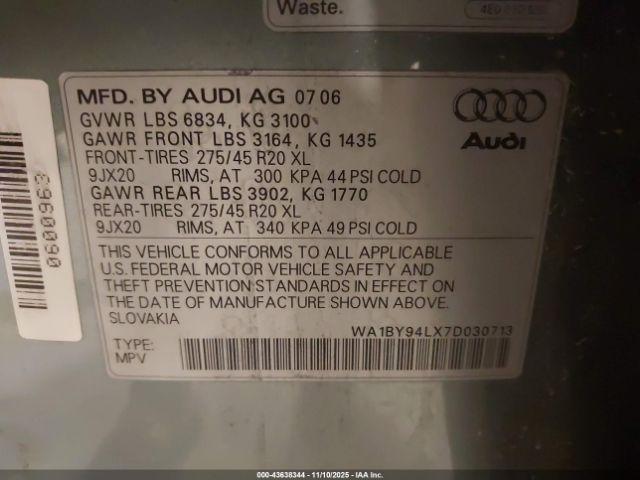 Waste.
MFD. BY AUDI AG 07 06
GVWR LBS 6834, KG 3100
GAWR FRONT LBS 3164, KG 1435
FRONT-TIRES 275/45 R20 XL
9JX20 RIMS, AT 300 KPA 44 PSI COLD
GAWR REAR LBS 3902, KG 1770
REAR-TIRES 275/45 R20 XL
9JX20 RIMS, AT 340 KPA 49 PSI COLD
Audi
THIS VEHICLE CONFORMS TO ALL APPLICABLE
U.S. FEDERAL MOTOR VEHICLE SAFETY AND
THEFT PREVENTION STANDARDS IN EFFECT ON
THE DATE OF MANUFACTURE SHOWN ABOVE.
SLOVAKIA
WA1BY94LX7D030713
TYPE:
MPV
0600963
000-43638344 - 11/10/2025 - IAAI Inc.